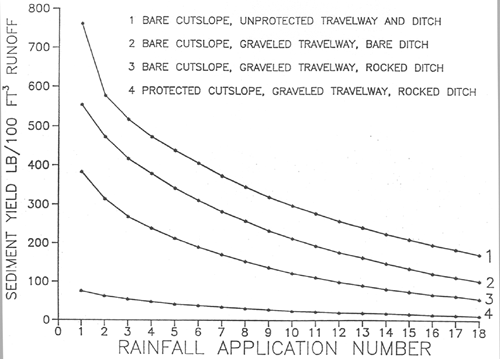 800
700
600
500
400
300
200
100
0
SEDIMENT YIELD LB/100 FT³ RUNOFF
1 BARE CUTSLOPE, UNPROTECTED TRAVELWAY AND DITCH
2 BARE CUTSLOPE, GRAVELED TRAVELWAY, BARE DITCH
3 BARE CUTSLOPE, GRAVELED TRAVELWAY, ROCKED DITCH
4 PROTECTED CUTSLOPE, GRAVELED TRAVELWAY, ROCKED DITCH
1
2
3
4
0 1 2 3 4 5 6 7 8 9 10 11 12 13 14 15 16 17 18
RAINFALL APPLICATION NUMBER